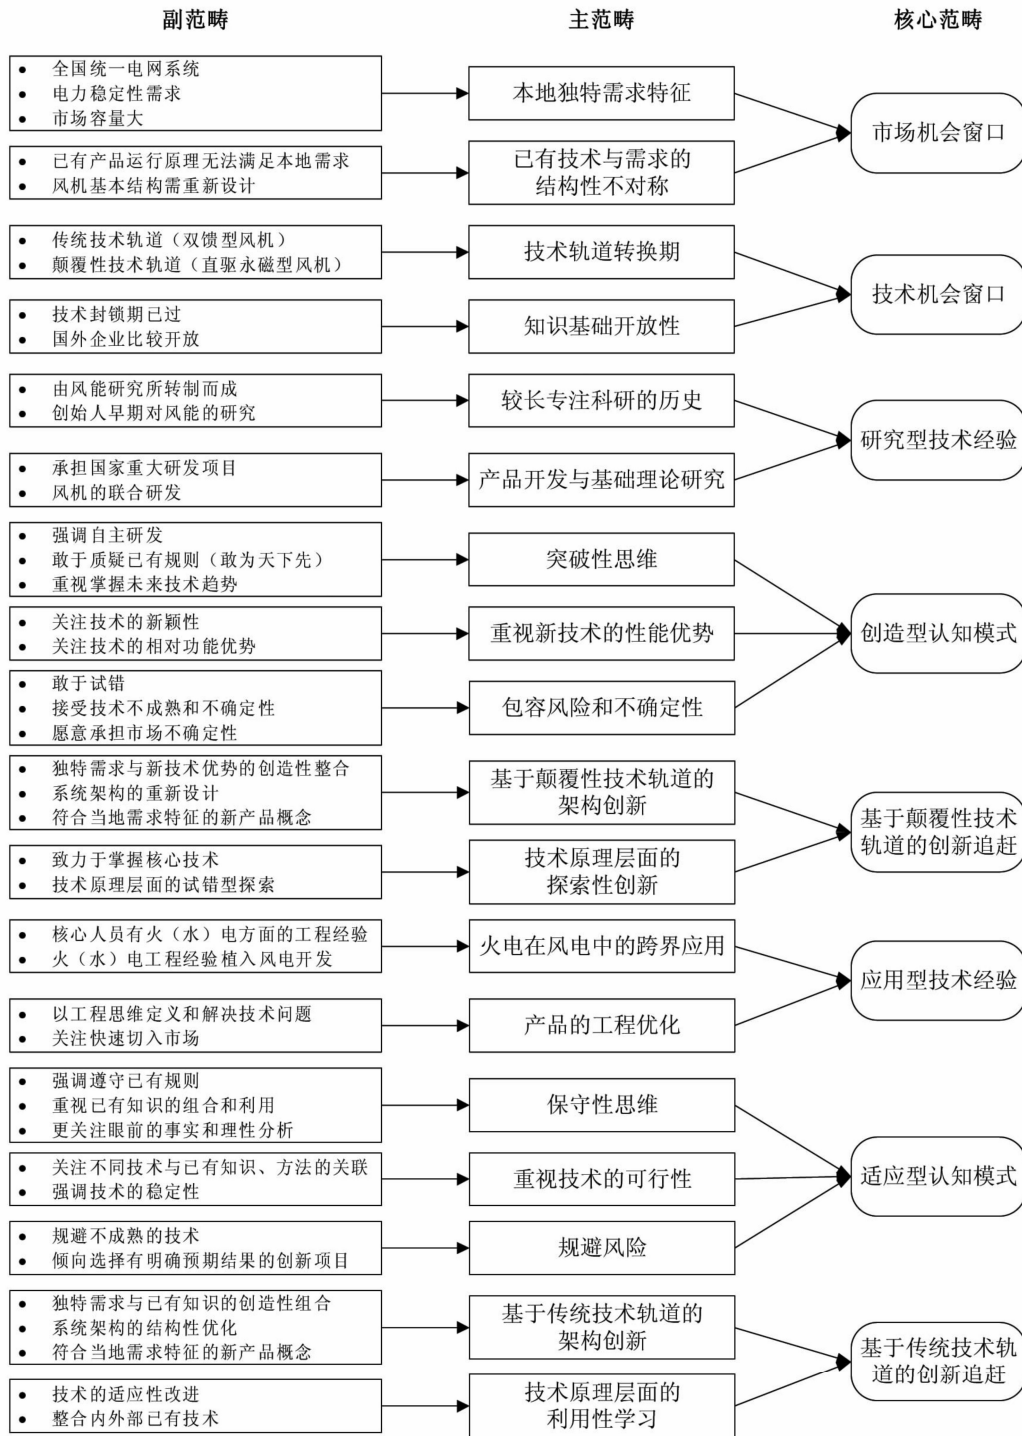 副范畴 主范畴 核心范畴
• 全国统一电网系统
• 电力稳定性需求
• 市场容量大
本地独特需求特征
市场机会窗口
• 已有产品运行原理无法满足本地需求
• 风机基本结构需重新设计
已有技术与需求的
结构性不对称
• 传统技术轨道（双馈型风机）
• 颠覆性技术轨道（直驱永磁型风机）
技术轨道转换期
技术机会窗口
• 技术封锁期已过
• 国外企业比较开放
知识基础开放性
• 由风能研究所转制而成
• 创始人早期对风能的研究
较长专注科研的历史
研究型技术经验
• 承担国家重大研发项目
• 风机的联合研发
产品开发与基础理论研究
• 强调自主研发
• 敢于质疑已有规则（敢为天下先）
• 重视掌握未来技术趋势
突破性思维
• 关注技术的新颖性
• 关注技术的相对功能优势
重视新技术的性能优势
创造型认知模式
• 敢于试错
• 接受技术不成熟和不确定性
• 愿意承担市场不确定性
包容风险和不确定性
• 独特需求与新技术优势的创造性整合
• 系统架构的重新设计
• 符合当地需求特征的新产品概念
基于颠覆性技术轨道的
架构创新
基于颠覆性技术
轨道的创新追赶
• 致力于掌握核心技术
• 技术原理层面的试错型探索
技术原理层面的
探索性创新
• 核心人员有火（水）电方面的工程经验
• 火（水）电工程经验植入风电开发
火电在风电中的跨界应用
应用型技术经验
• 以工程思维定义和解决技术问题
• 关注快速切入市场
产品的工程优化
• 强调遵守已有规则
• 重视已有知识的组合和利用
• 更关注眼前的事实和理性分析
保守性思维
• 关注不同技术与已有知识、方法的关联
• 强调技术的稳定性
重视技术的可行性
适应型认知模式
• 规避不成熟的技术
• 倾向选择有明确预期结果的创新项目
规避风险
• 独特需求与已有知识的创造性组合
• 系统架构的结构性优化
• 符合当地需求特征的新产品概念
基于传统技术轨道的
架构创新
基于传统技术轨
道的创新追赶
• 技术的适应性改进
• 整合内外部已有技术
技术原理层面的
利用性学习